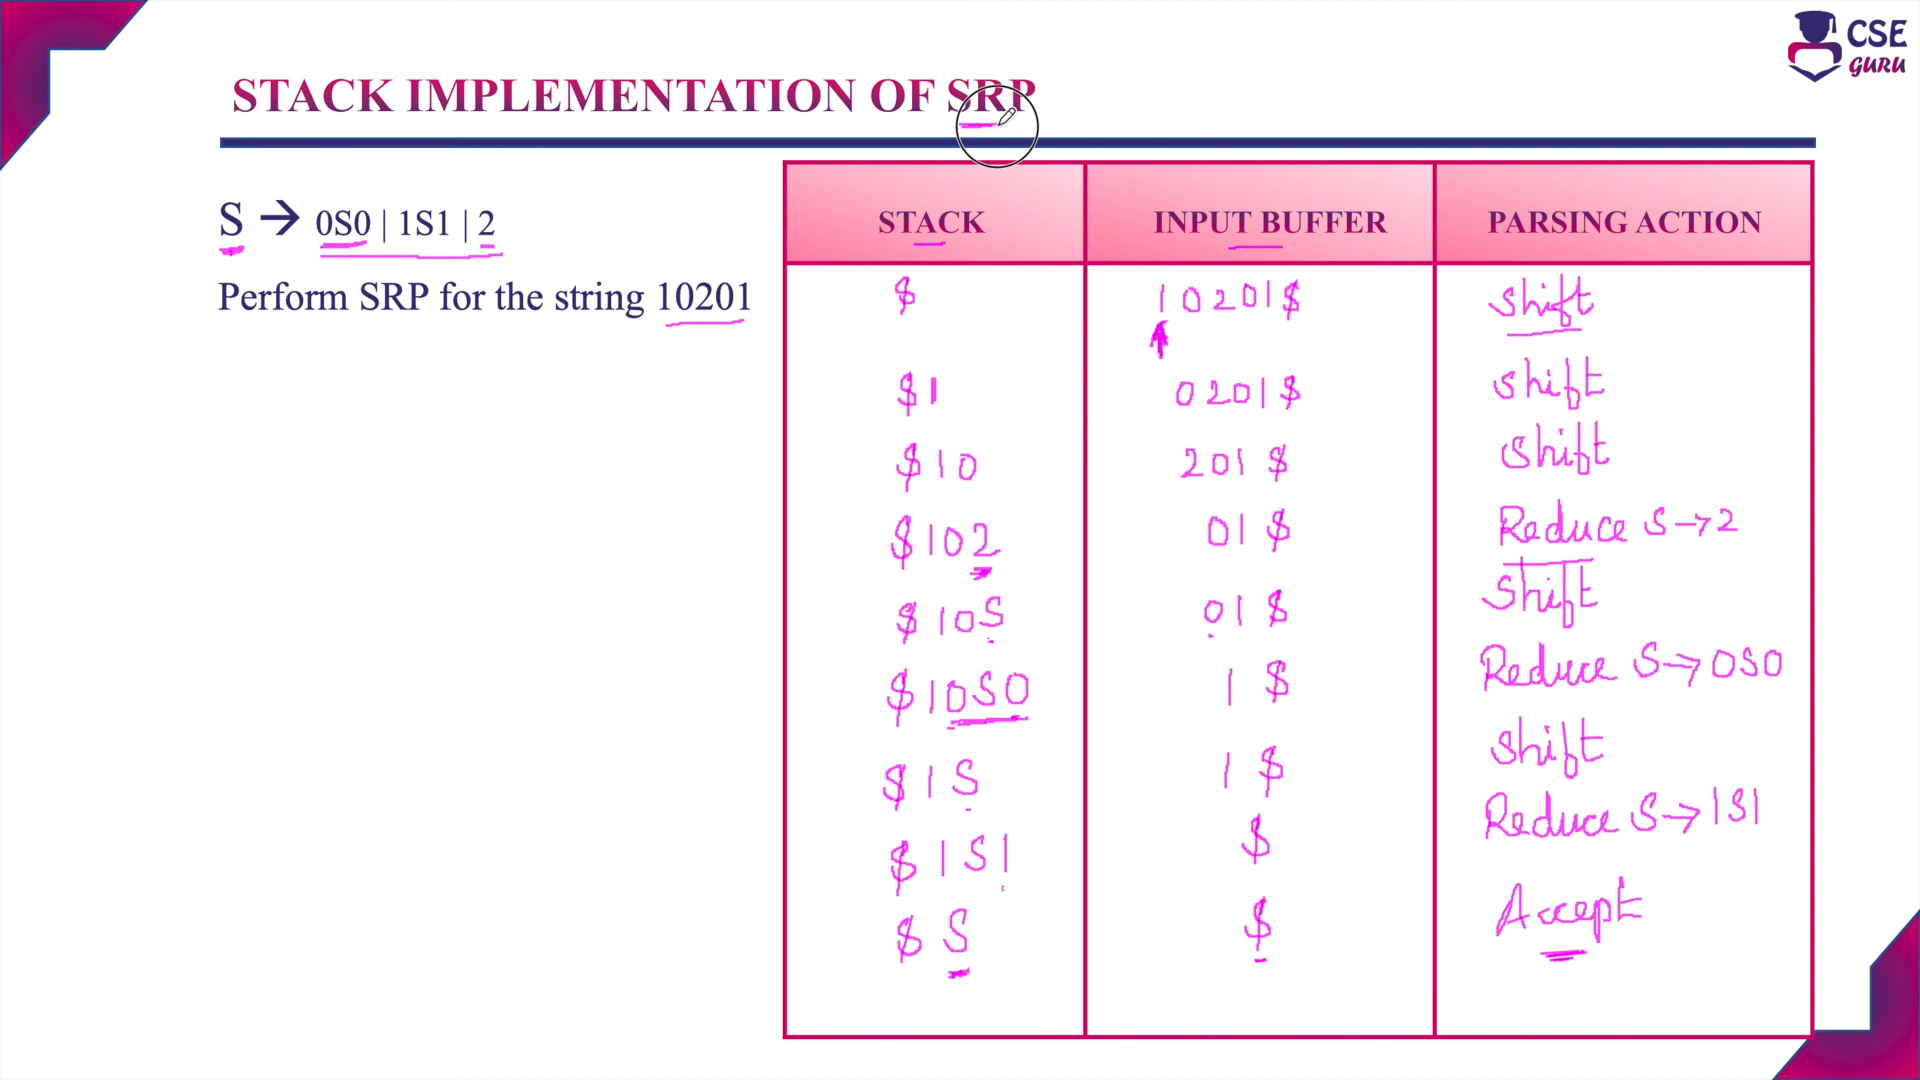 CSE
GURU
STACK IMPLEMENTATION OF SRP
S → 0S0 | 1S1 | 2
Perform SRP for the string 10201
STACK INPUT BUFFER PARSING ACTION
$ 10201$ Shift
$1 0201$ Shift
$10 201$ Shift
$102 01$ Reduce S→2
$10S 01$ Shift
$10S0 1$ Reduce S→0S0
$1S 1$ Shift
$1S1 $ Reduce S→1S1
$S $ Accept